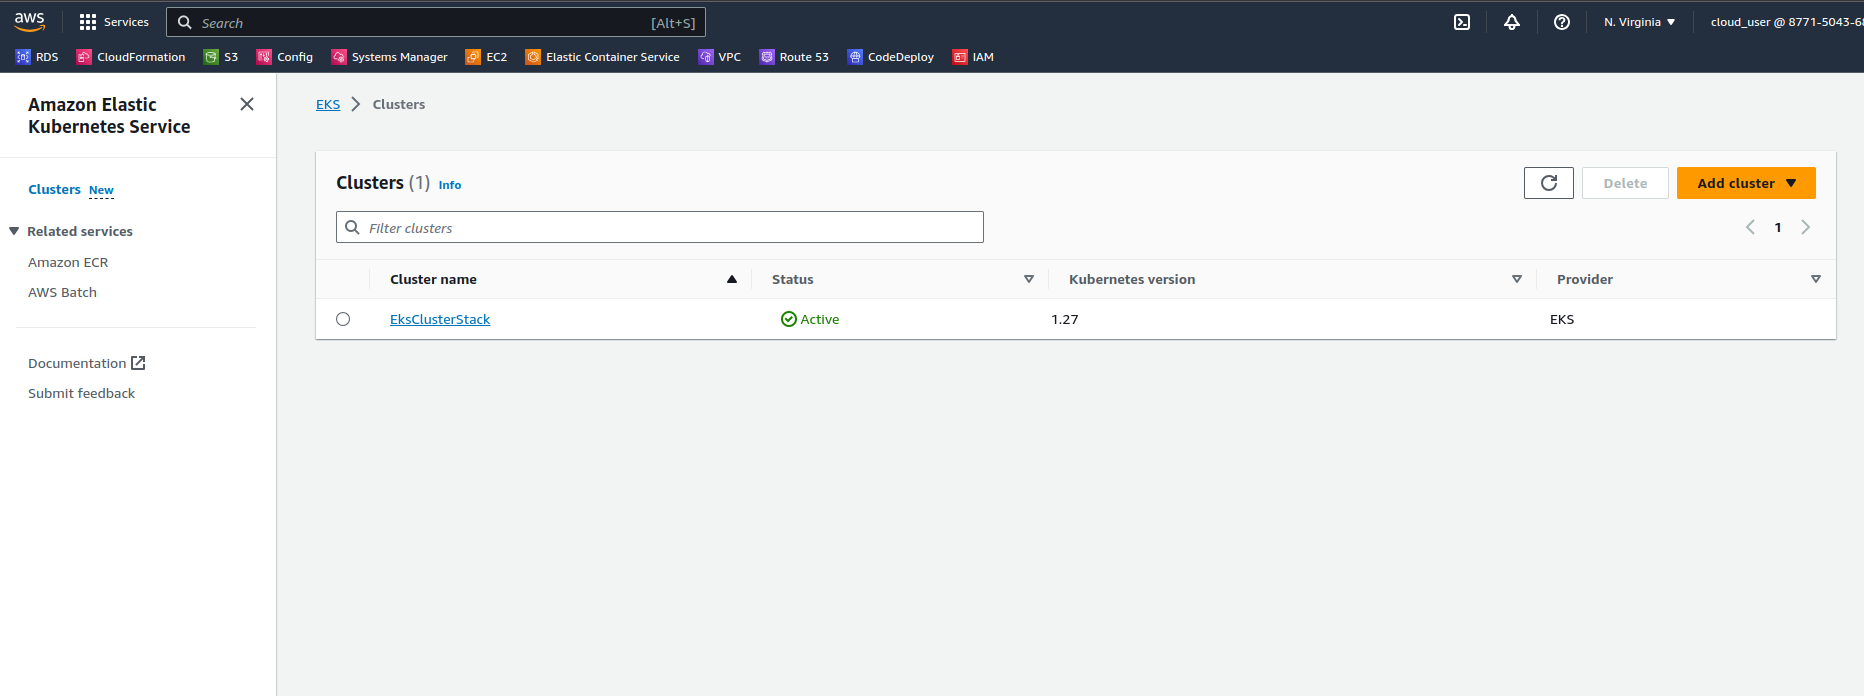 aws Services Search [Alt+S] N. Virginia cloud_user @ 8771-5043-68
RDS CloudFormation S3 Config Systems Manager EC2 Elastic Container Service VPC Route 53 CodeDeploy IAM
Amazon Elastic
Kubernetes Service
Clusters New
Related services
Amazon ECR
AWS Batch
Documentation
Submit feedback
EKS Clusters
Clusters (1) Info
Delete Add cluster
Filter clusters
1
Cluster name Status Kubernetes version Provider
EksClusterStack Active 1.27 EKS